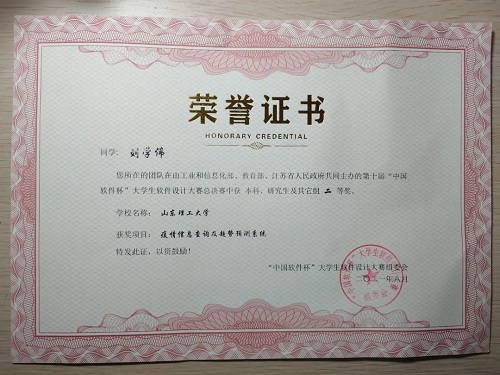 荣誉证书
HONORARY CREDENTIAL
同学: 刘学伟
您所在的团队在由工业和信息化部、教育部、江苏省人民政府共同主办的第十届“中国
软件杯”大学生软件设计大赛总决赛中获 本科、研究生及其它组 二 等奖。
学校名称: 山东理工大学
获奖项目: 疫情信息查询及趋势预测系统
特发此证，以资鼓励!
“中国软件杯”大学生软件设计大赛组委会
二〇二一年八月